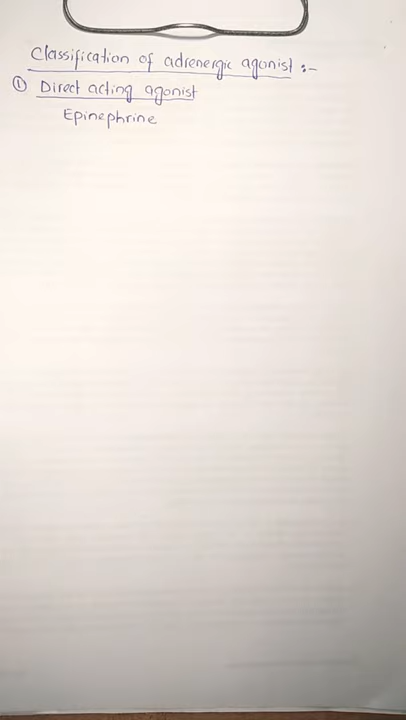 Classification of adrenergic agonist :-
① Direct acting agonist
Epinephrine